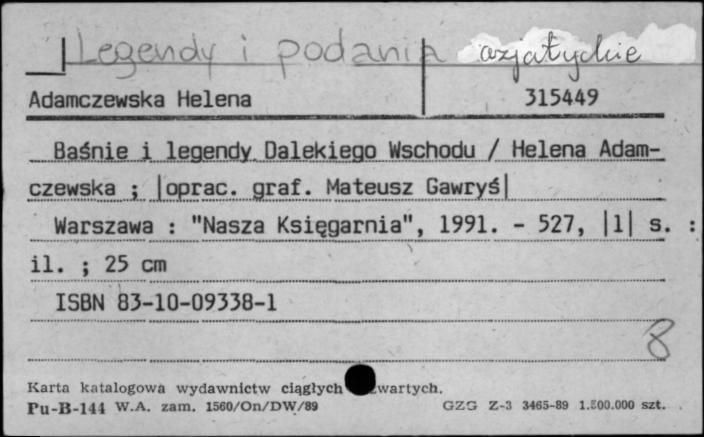 Legendy i podania azjatyckie
Adamczewska Helena 315449
Baśnie i legendy Dalekiego Wschodu / Helena Adam-
czewska ; |oprac. graf. Mateusz Gawryś|
Warszawa : "Nasza Księgarnia", 1991. - 527, |1| s. :
il. ; 25 cm
ISBN 83-10-09338-1
8
Karta katalogowa wydawnictw ciągłych wartych.
Pu-B-144 W.A. zam. 1560/On/DW/89 GZG Z-3 3465-89 1.500.000 szt.